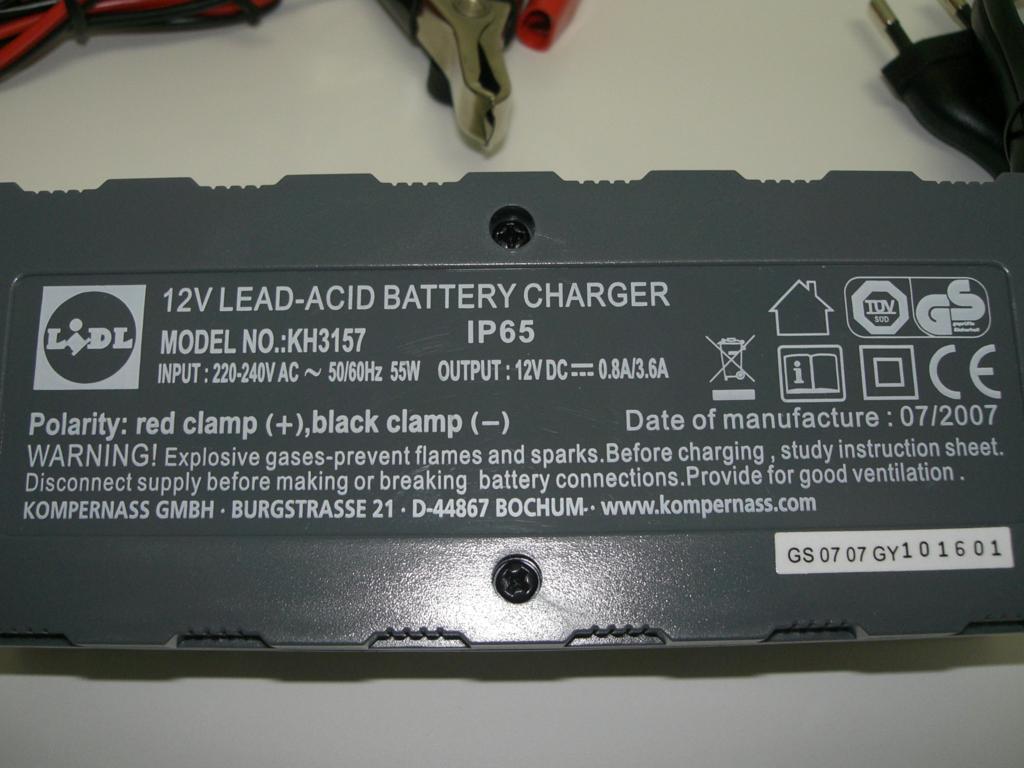 LIDL
12V LEAD-ACID BATTERY CHARGER
MODEL NO.:KH3157 IP65
INPUT : 220-240V AC ~ 50/60Hz 55W OUTPUT : 12V DC ⎓ 0.8A/3.6A
TÜV
SÜD
GS
geprüfte
Sicherheit
i
CE
Polarity: red clamp (+),black clamp (−)
Date of manufacture : 07/2007
WARNING! Explosive gases-prevent flames and sparks.Before charging , study instruction sheet.
Disconnect supply before making or breaking battery connections.Provide for good ventilation .
KOMPERNASS GMBH · BURGSTRASSE 21 · D-44867 BOCHUM · www.kompernass.com
GS 07 07 GY101601